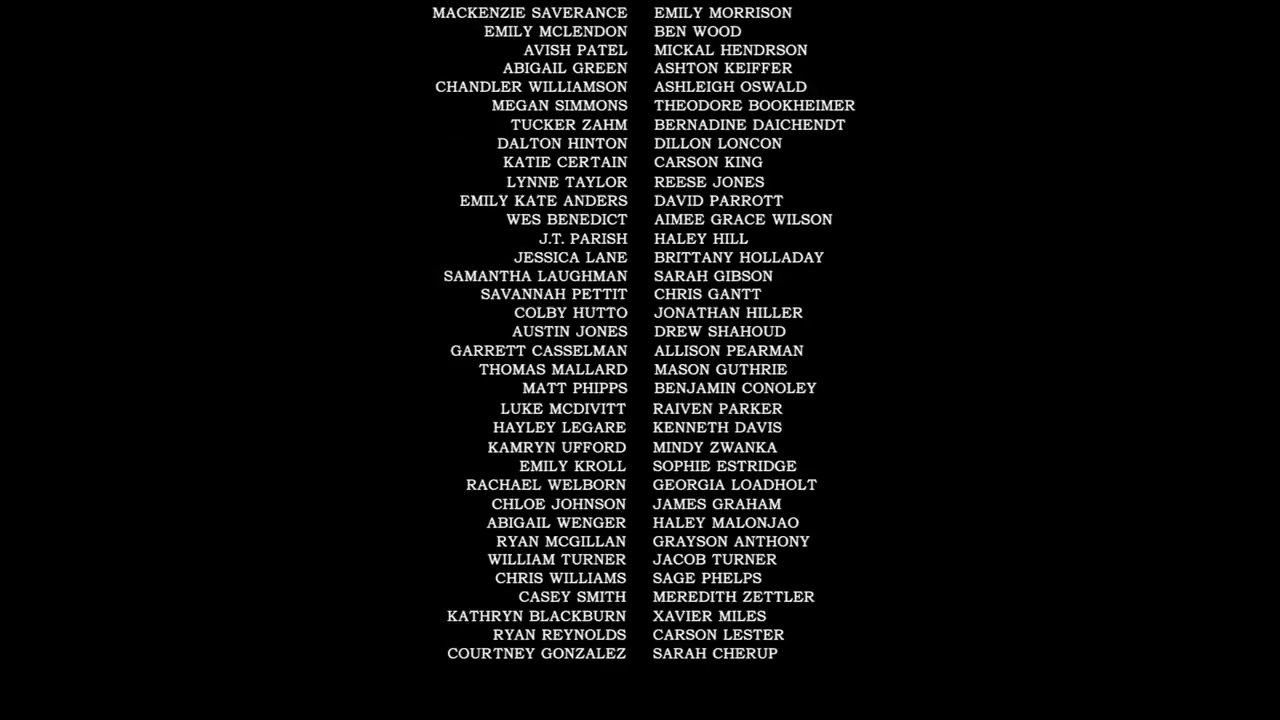 MACKENZIE SAVERANCE EMILY MORRISON
EMILY MCLENDON BEN WOOD
AVISH PATEL MICKAL HENDRSON
ABIGAIL GREEN ASHTON KEIFFER
CHANDLER WILLIAMSON ASHLEIGH OSWALD
MEGAN SIMMONS THEODORE BOOKHEIMER
TUCKER ZAHM BERNADINE DAICHENDT
DALTON HINTON DILLON LONCON
KATIE CERTAIN CARSON KING
LYNNE TAYLOR REESE JONES
EMILY KATE ANDERS DAVID PARROTT
WES BENEDICT AIMEE GRACE WILSON
J.T. PARISH HALEY HILL
JESSICA LANE BRITTANY HOLLADAY
SAMANTHA LAUGHMAN SARAH GIBSON
SAVANNAH PETTIT CHRIS GANTT
COLBY HUTTO JONATHAN HILLER
AUSTIN JONES DREW SHAHOUD
GARRETT CASSELMAN ALLISON PEARMAN
THOMAS MALLARD MASON GUTHRIE
MATT PHIPPS BENJAMIN CONOLEY
LUKE MCDIVITT RAIVEN PARKER
HAYLEY LEGARE KENNETH DAVIS
KAMRYN UFFORD MINDY ZWANKA
EMILY KROLL SOPHIE ESTRIDGE
RACHAEL WELBORN GEORGIA LOADHOLT
CHLOE JOHNSON JAMES GRAHAM
ABIGAIL WENGER HALEY MALONJAO
RYAN MCGILLAN GRAYSON ANTHONY
WILLIAM TURNER JACOB TURNER
CHRIS WILLIAMS SAGE PHELPS
CASEY SMITH MEREDITH ZETTLER
KATHRYN BLACKBURN XAVIER MILES
RYAN REYNOLDS CARSON LESTER
COURTNEY GONZALEZ SARAH CHERUP